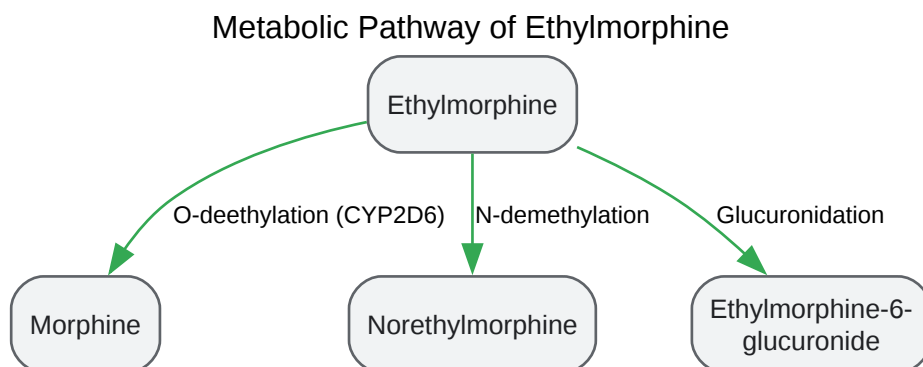 Metabolic Pathway of Ethylmorphine
Ethylmorphine
O-deethylation (CYP2D6)
N-demethylation
Glucuronidation
Morphine
Norethylmorphine
Ethylmorphine-6-
glucuronide